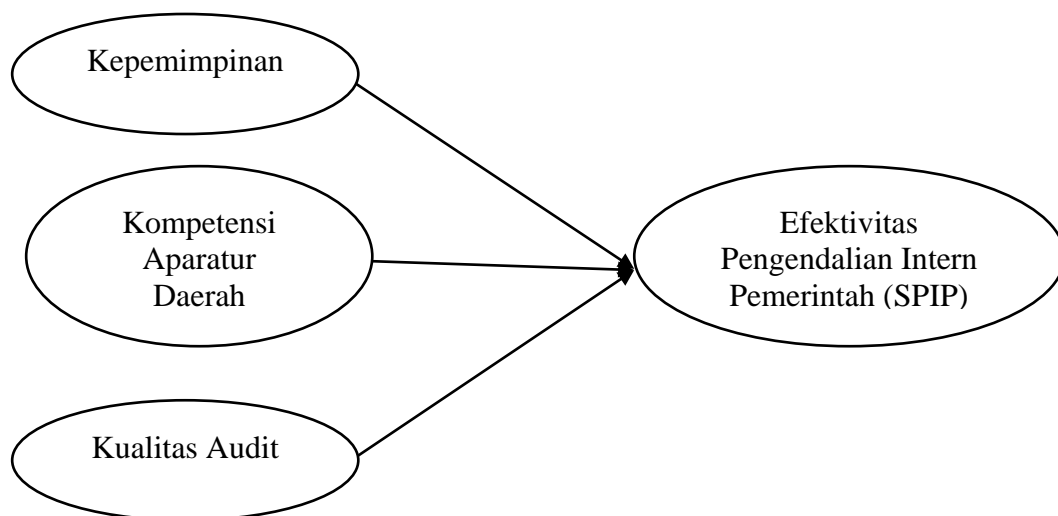 Kepemimpinan
Kompetensi
Aparatur
Daerah
Kualitas Audit
Efektivitas
Pengendalian Intern
Pemerintah (SPIP)